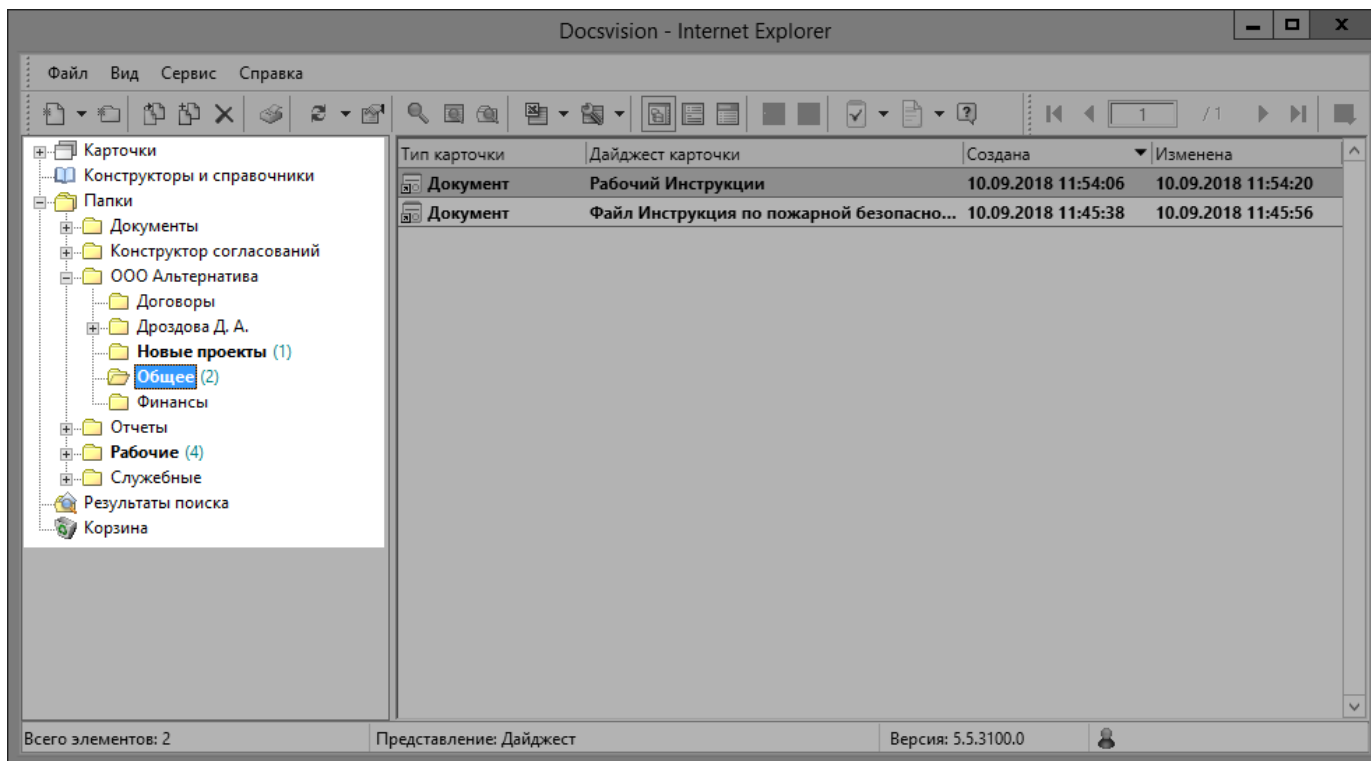 Docsvision - Internet Explorer
Файл Вид Сервис Справка
1 / 1
Карточки
Конструкторы и справочники
Папки
Документы
Конструктор согласований
ООО Альтернатива
Договоры
Дроздова Д. А.
Новые проекты (1)
Общее (2)
Финансы
Отчеты
Рабочие (4)
Служебные
Результаты поиска
Корзина
Тип карточки Дайджест карточки Создана Изменена
Документ Рабочий Инструкции 10.09.2018 11:54:06 10.09.2018 11:54:20
Документ Файл Инструкция по пожарной безопасно... 10.09.2018 11:45:38 10.09.2018 11:45:56
Всего элементов: 2 Представление: Дайджест Версия: 5.5.3100.0